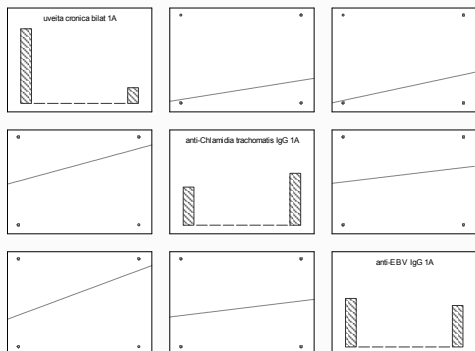 uveita cronica bilat 1A
anti-Chlamidia trachomatis IgG 1A
anti-EBV IgG 1A